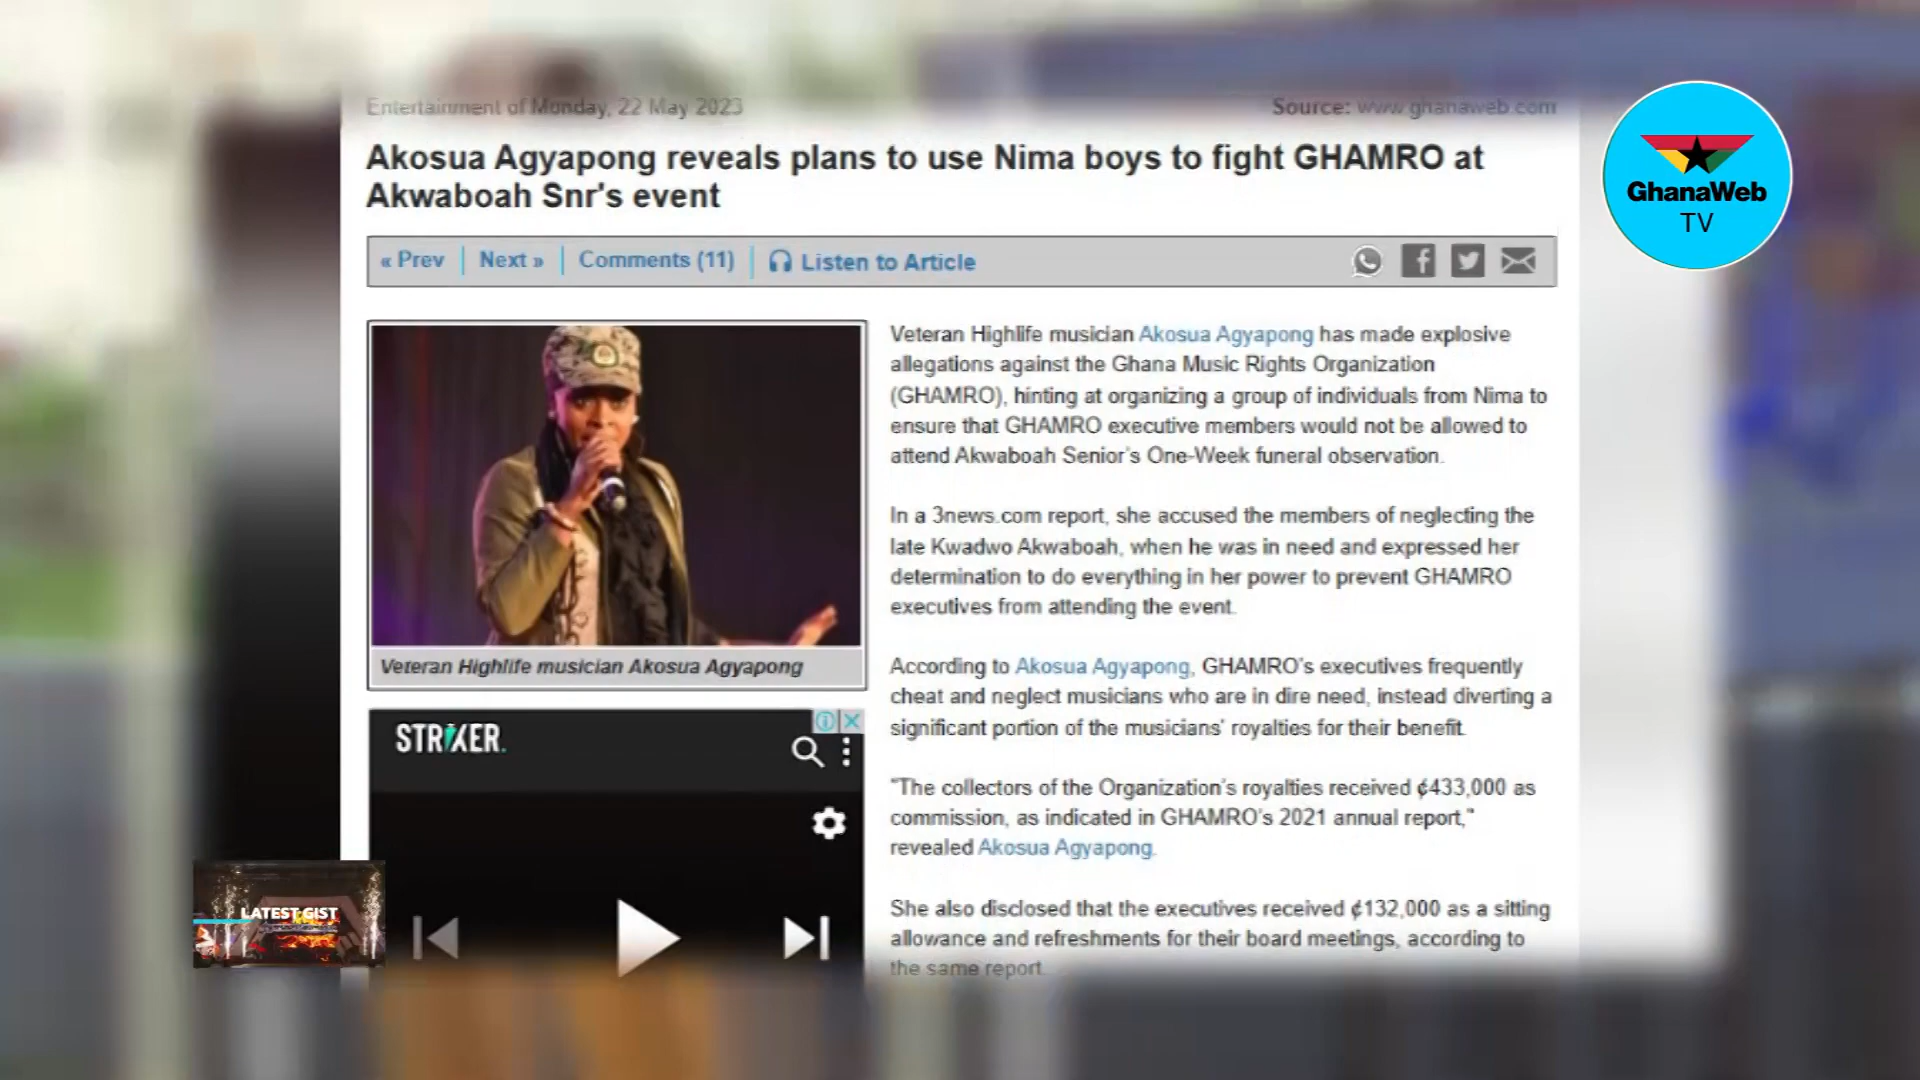 Entertainment of Monday, 22 May 2023
Source: www.ghanaweb.com
Akosua Agyapong reveals plans to use Nima boys to fight GHAMRO at
Akwaboah Snr's event
GhanaWeb
TV
« Prev
Next »
Comments (11)
Listen to Article
Veteran Highlife musician Akosua Agyapong
Veteran Highlife musician Akosua Agyapong has made explosive
allegations against the Ghana Music Rights Organization
(GHAMRO), hinting at organizing a group of individuals from Nima to
ensure that GHAMRO executive members would not be allowed to
attend Akwaboah Senior's One-Week funeral observation.
In a 3news.com report, she accused the members of neglecting the
late Kwadwo Akwaboah, when he was in need and expressed her
determination to do everything in her power to prevent GHAMRO
executives from attending the event.
According to Akosua Agyapong, GHAMRO's executives frequently
cheat and neglect musicians who are in dire need, instead diverting a
significant portion of the musicians' royalties for their benefit.
"The collectors of the Organization's royalties received ¢433,000 as
commission, as indicated in GHAMRO's 2021 annual report,"
revealed Akosua Agyapong.
She also disclosed that the executives received ¢132,000 as a sitting
allowance and refreshments for their board meetings, according to
the same report.
STRIKER.
LATEST GIST